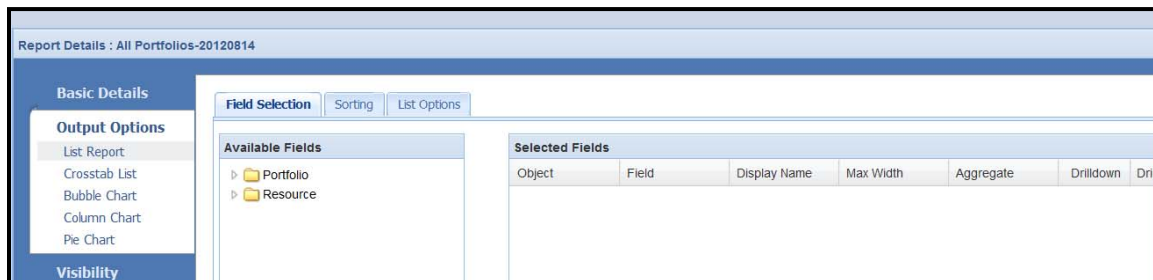 Report Details : All Portfolios-20120814
Basic Details
Output Options
List Report
Crosstab List
Bubble Chart
Column Chart
Pie Chart
Visibility
Field Selection Sorting List Options
Available Fields
Portfolio
Resource
Selected Fields
Object Field Display Name Max Width Aggregate Drilldown Dri